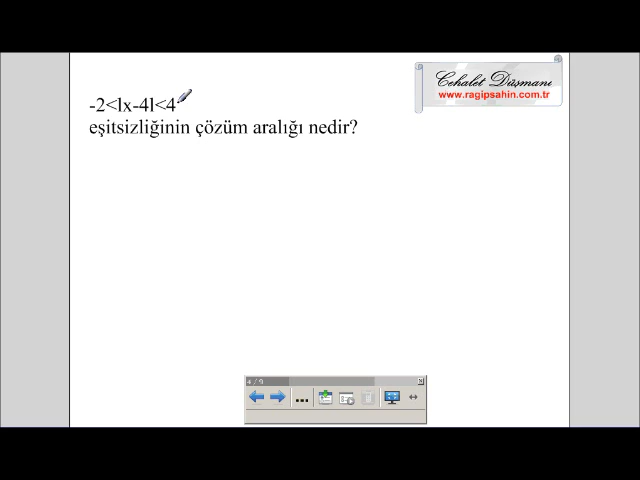 -2<lx-4l<4
eşitsizliğinin çözüm aralığı nedir?
Cehalet Düşmanı
www.ragipsahin.com.tr
4 / 9